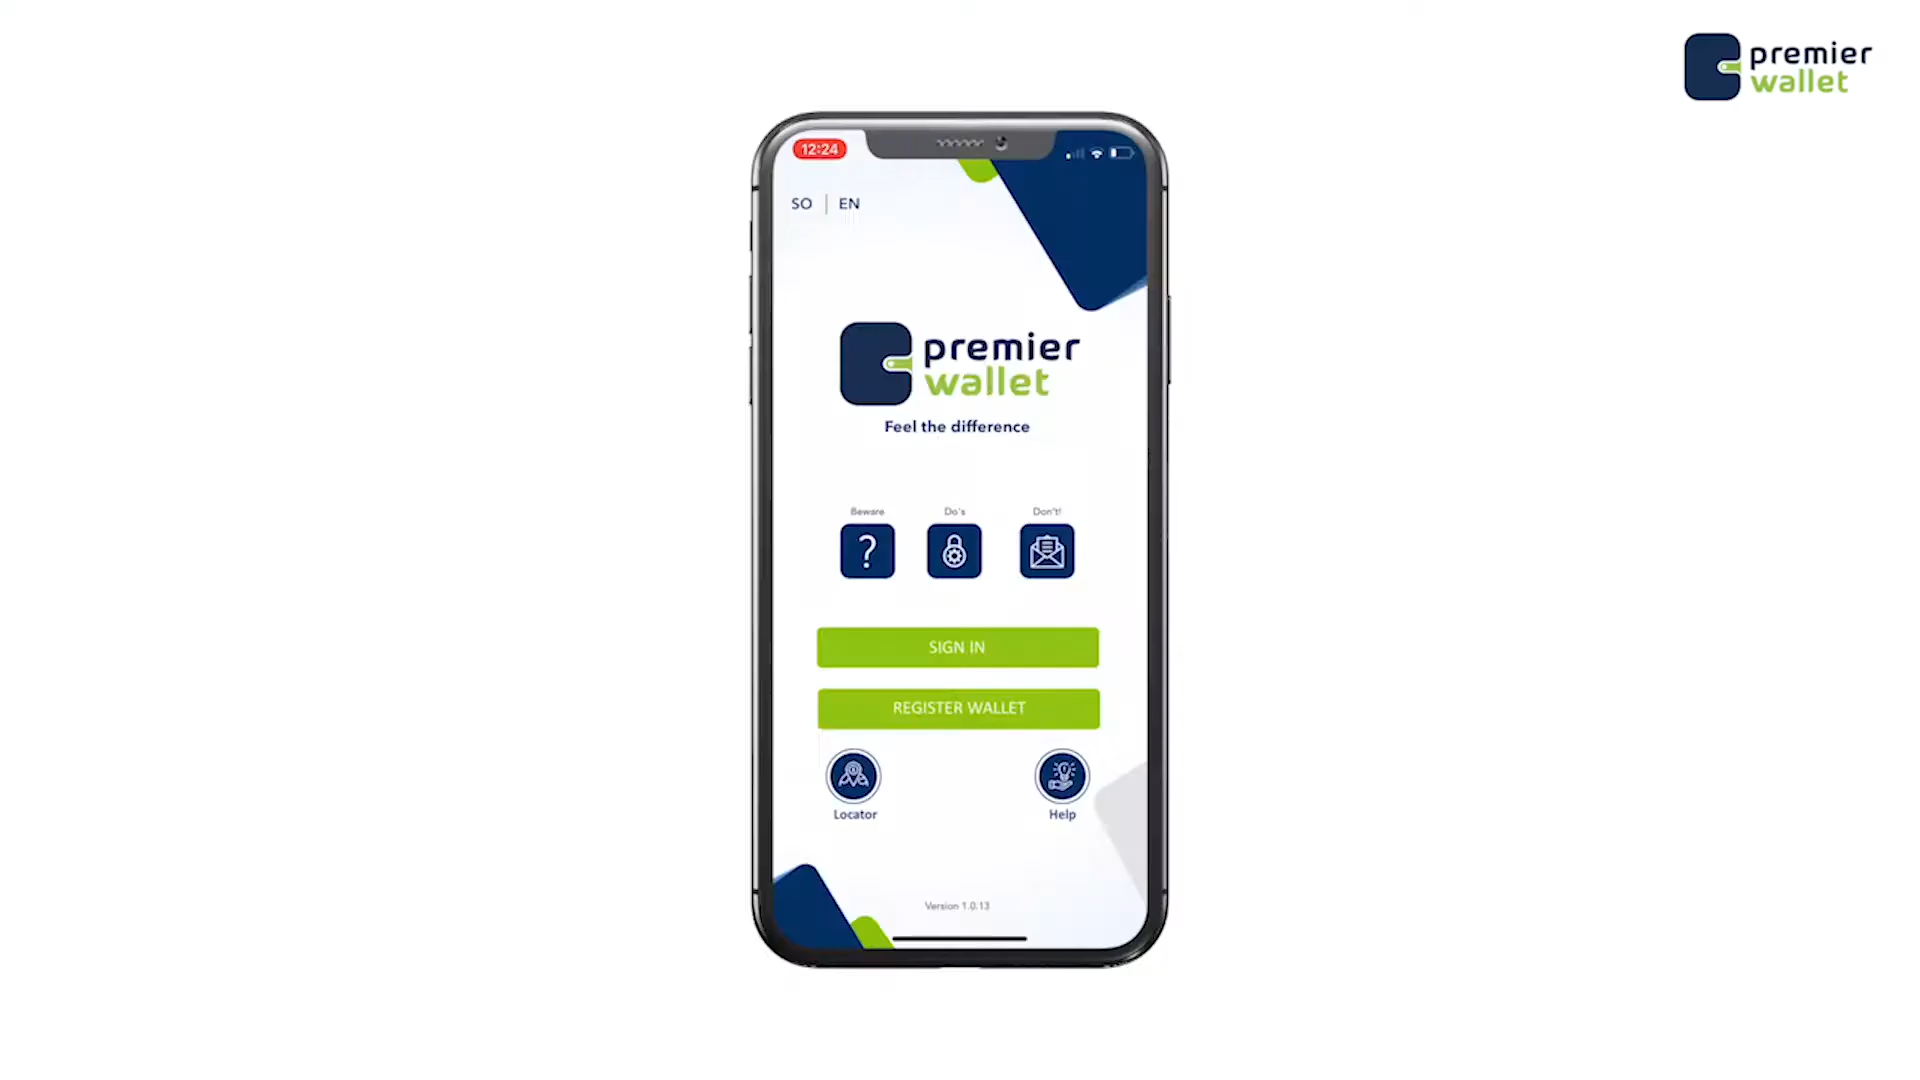 premier
wallet
12:24
SO | EN
premier
wallet
Feel the difference
Beware
Do's
Don't!
?
SIGN IN
REGISTER WALLET
Locator
Help
Version 1.0.13